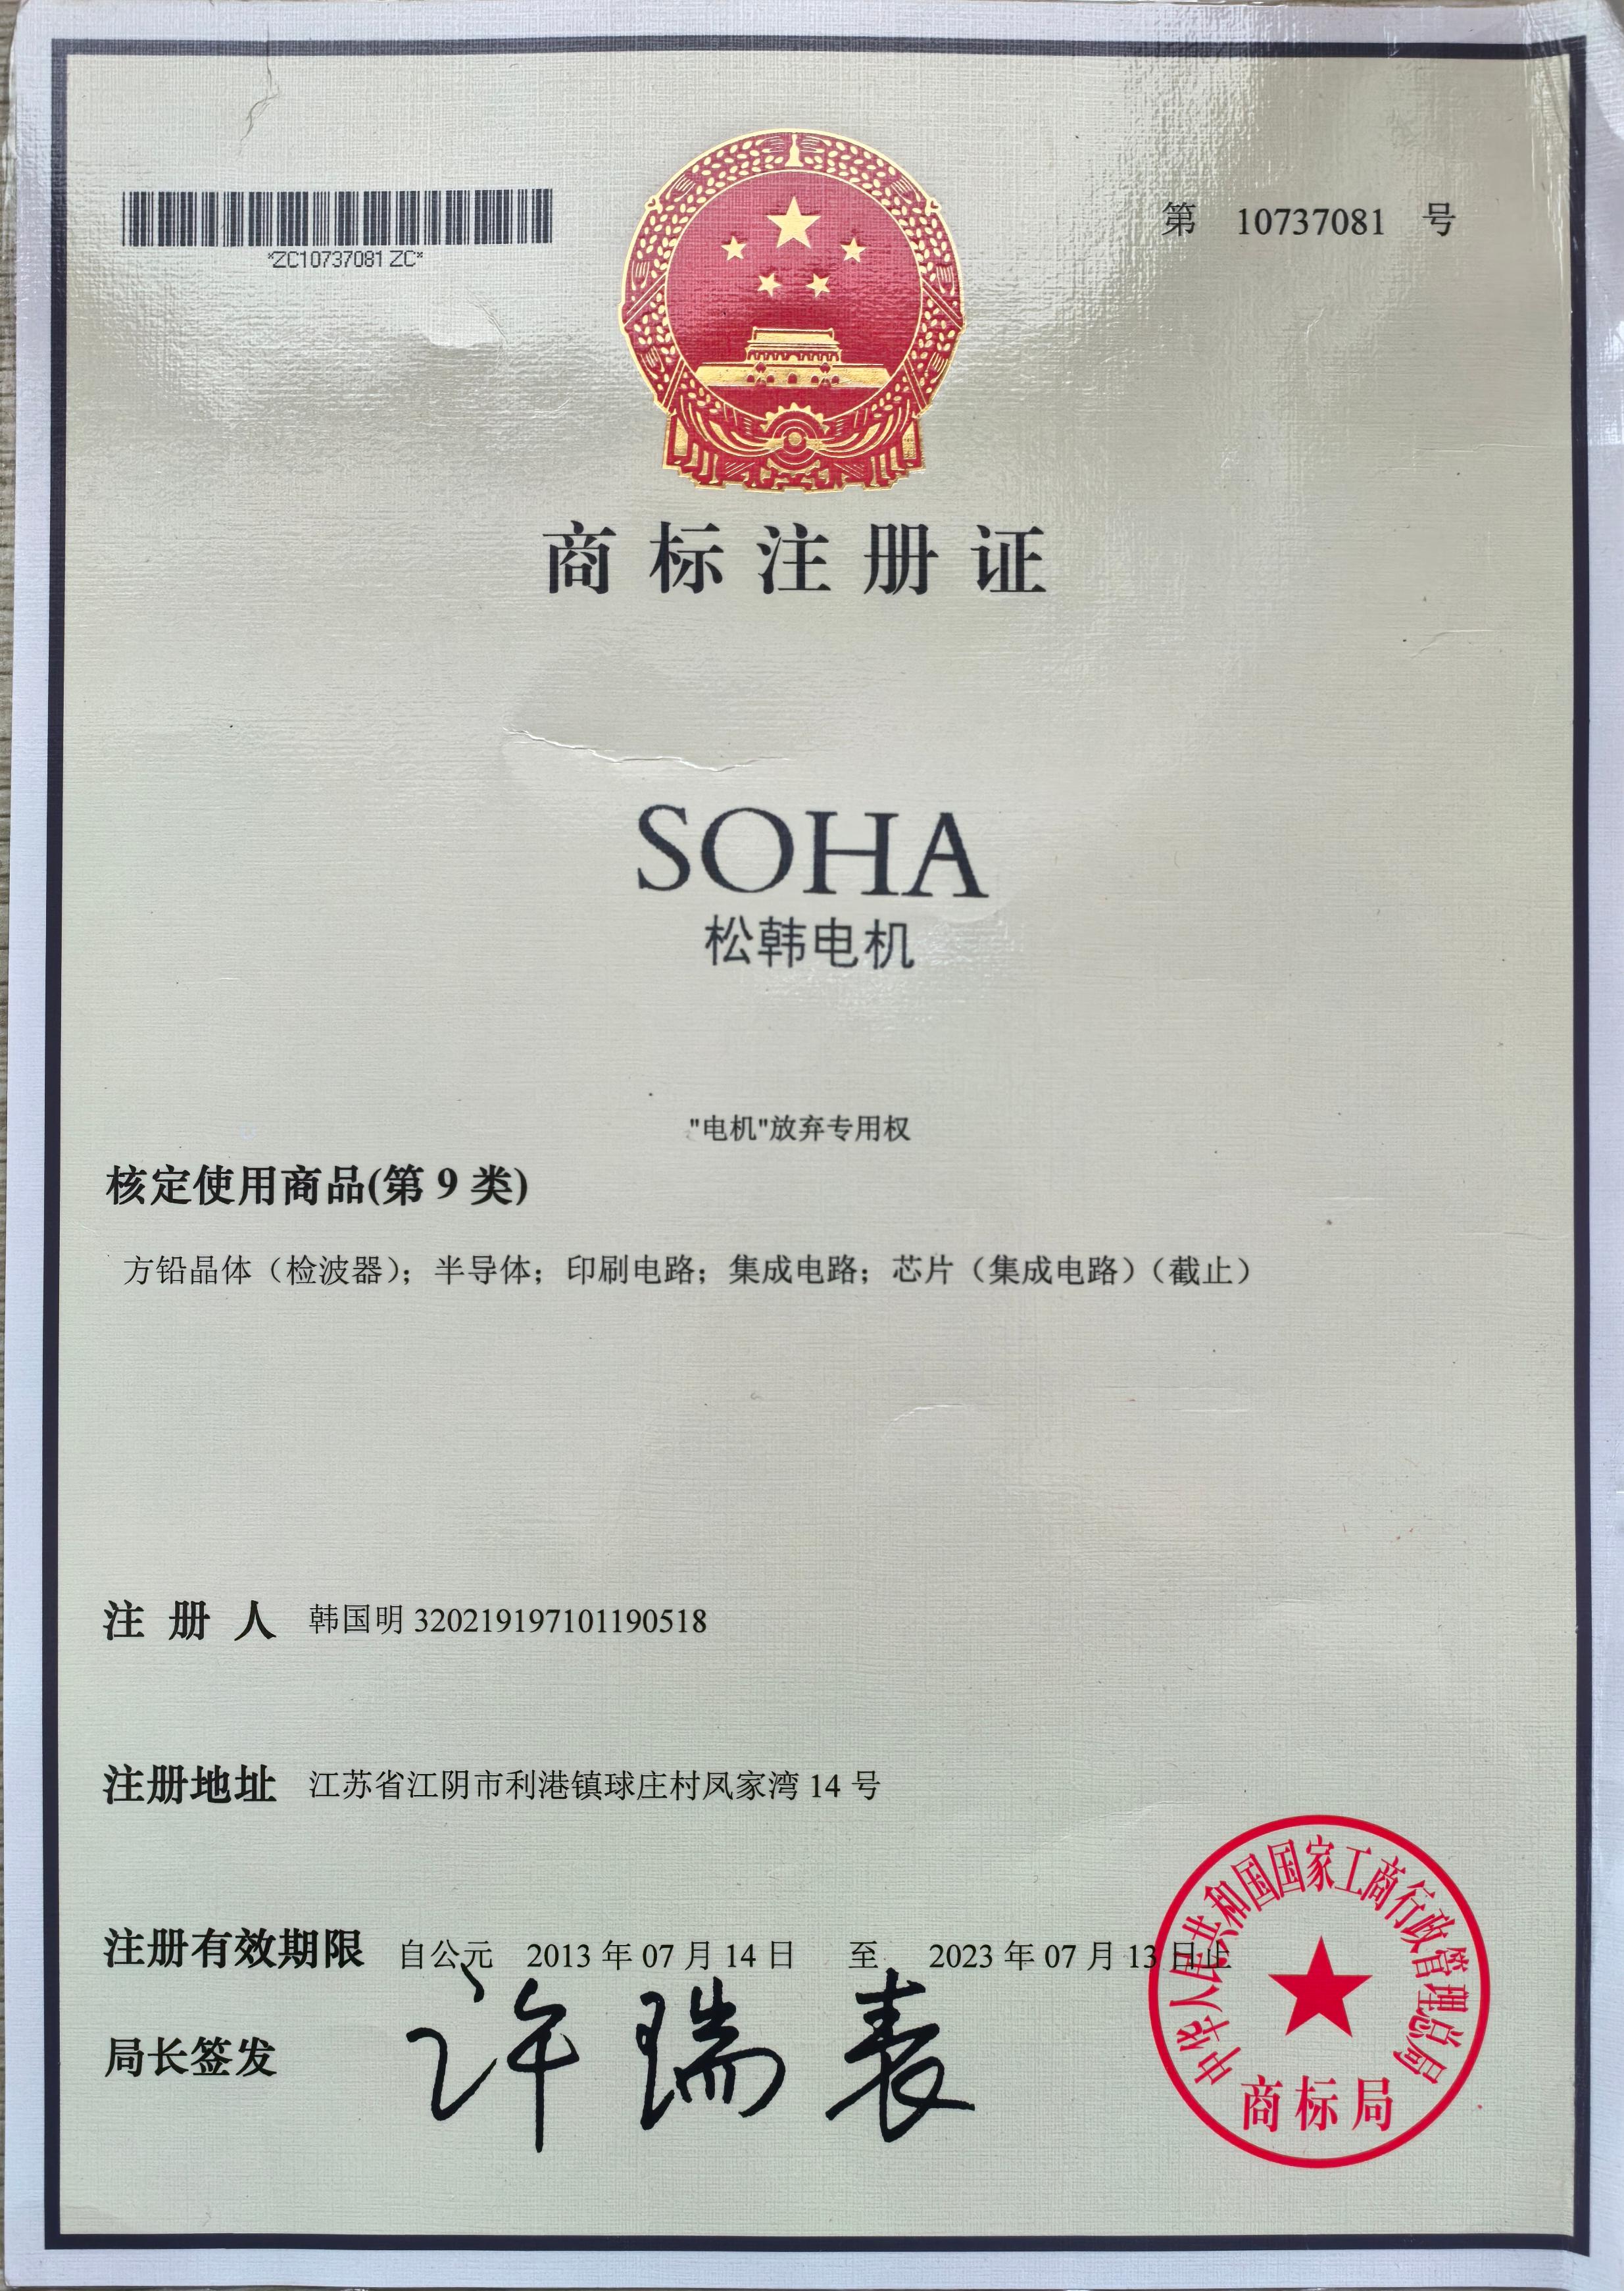 第 10737081 号
*ZC10737081ZC*
商标注册证
SOHA
松韩电机
"电机"放弃专用权
核定使用商品(第 9 类)
方铅晶体（检波器）；半导体；印刷电路；集成电路；芯片（集成电路）（截止）
注 册 人 韩国明 320219197101190518
注册地址 江苏省江阴市利港镇球庄村凤家湾 14 号
注册有效期限 自公元 2013 年 07 月 14 日 至 2023 年 07 月 13 日止
局长签发 许瑞表
中华人民共和国国家工商行政管理总局
商标局